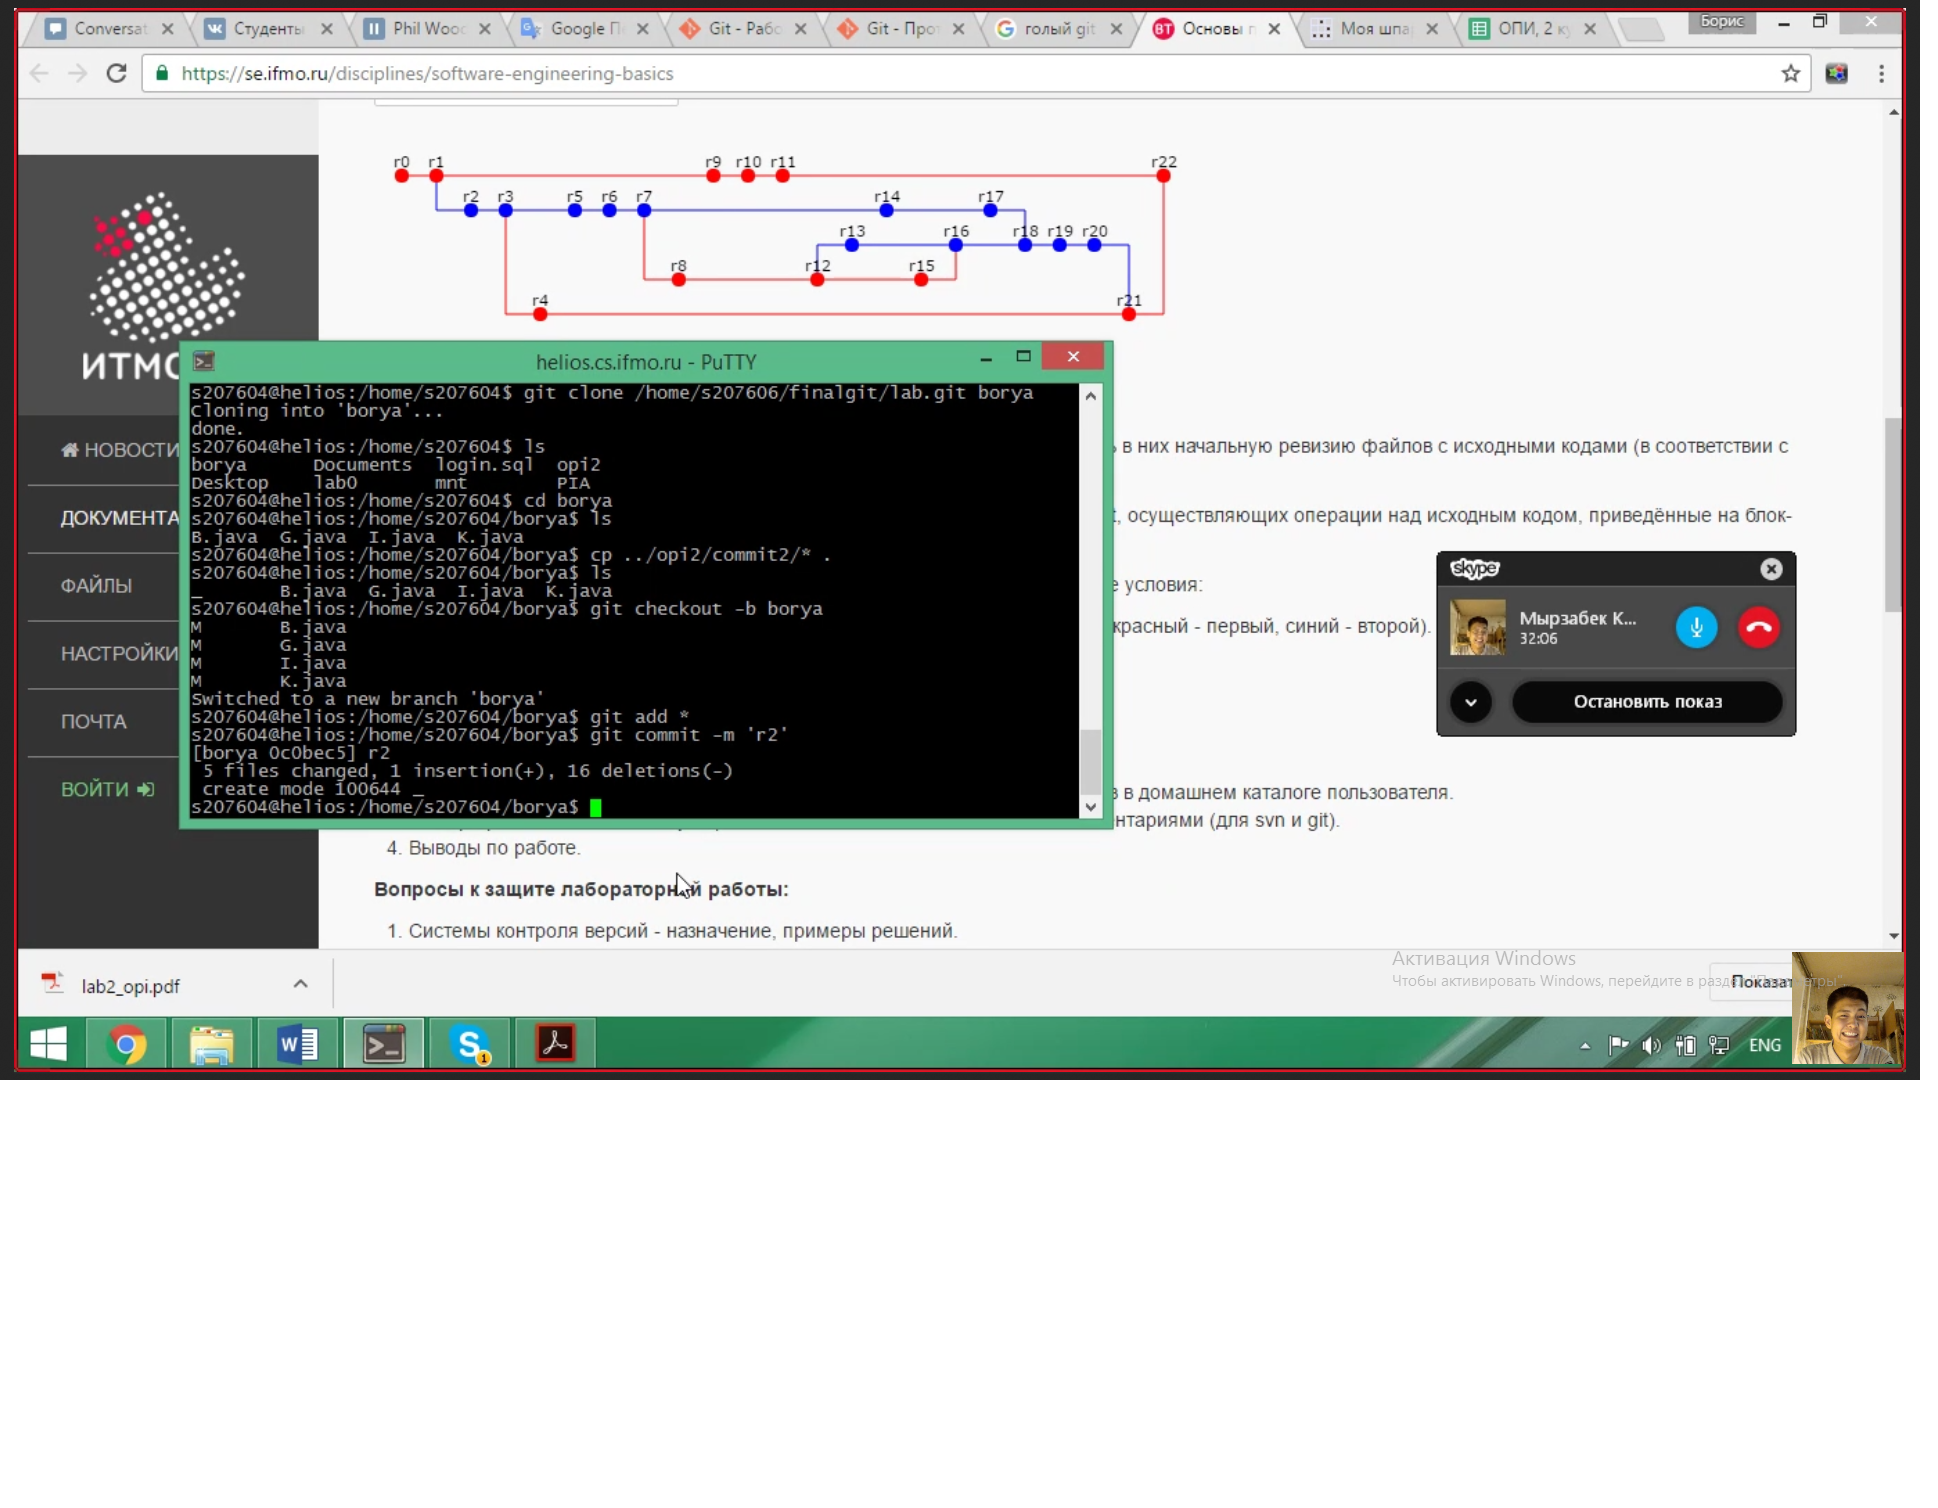 Conversat
Студенты
Phil Wooc
Google П
Git - Рабо
Git - Прот
голый git
Основы п
Моя шпа
ОПИ, 2 ку
Борис
https://se.ifmo.ru/disciplines/software-engineering-basics
r0 r1 r9 r10 r11 r22
r2 r3 r5 r6 r7 r14 r17
r13 r16 r18 r19 r20
r8 r12 r15
r4 r21
ИТМО
НОВОСТИ
ДОКУМЕНТА
ФАЙЛЫ
НАСТРОЙКИ
ПОЧТА
ВОЙТИ
helios.cs.ifmo.ru - PuTTY
s207604@helios:/home/s207604$ git clone /home/s207606/finalgit/lab.git borya
Cloning into 'borya'...
done.
s207604@helios:/home/s207604$ ls
borya Documents login.sql opi2
Desktop lab0 mnt PIA
s207604@helios:/home/s207604$ cd borya
s207604@helios:/home/s207604/borya$ ls
B.java G.java I.java K.java
s207604@helios:/home/s207604/borya$ cp ../opi2/commit2/* .
s207604@helios:/home/s207604/borya$ ls
_ B.java G.java I.java K.java
s207604@helios:/home/s207604/borya$ git checkout -b borya
M B.java
M G.java
M I.java
M K.java
Switched to a new branch 'borya'
s207604@helios:/home/s207604/borya$ git add *
s207604@helios:/home/s207604/borya$ git commit -m 'r2'
[borya 0c0bec5] r2
5 files changed, 1 insertion(+), 16 deletions(-)
create mode 100644 _
s207604@helios:/home/s207604/borya$
в них начальную ревизию файлов с исходными кодами (в соответствии с
, осуществляющих операции над исходным кодом, приведённые на блок-
е условия:
красный - первый, синий - второй).
в в домашнем каталоге пользователя.
нтариями (для svn и git).
4. Выводы по работе.
Вопросы к защите лабораторной работы:
1. Системы контроля версий - назначение, примеры решений.
skype
Мырзабек К...
32:06
Остановить показ
Активация Windows
Чтобы активировать Windows, перейдите в раздел "Параметры".
Показат
lab2_opi.pdf
1
ENG